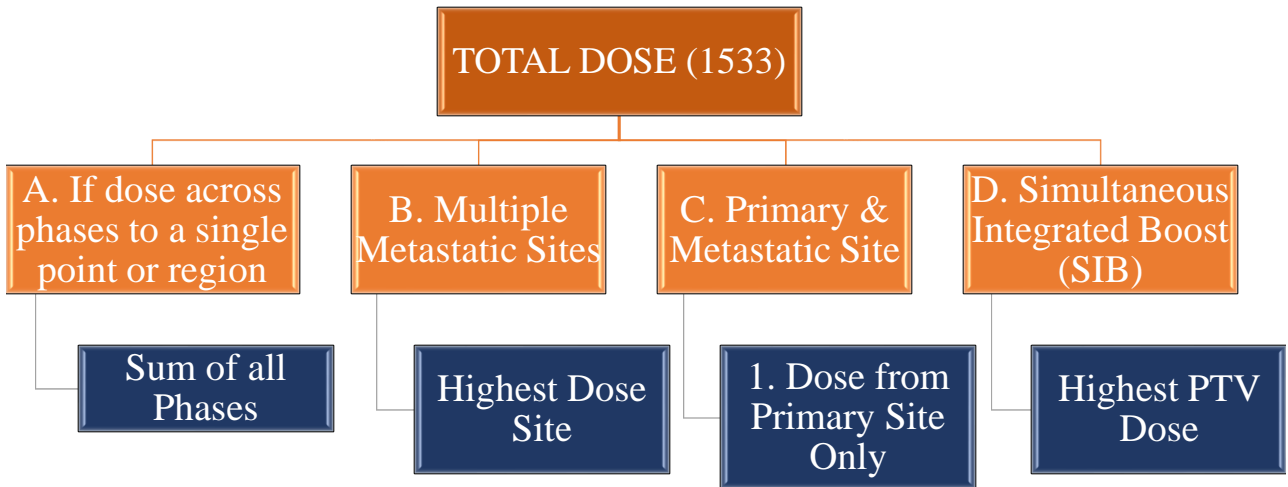 TOTAL DOSE (1533)
A. If dose across
phases to a single
point or region
B. Multiple
Metastatic Sites
C. Primary &
Metastatic Site
D. Simultaneous
Integrated Boost
(SIB)
Sum of all
Phases
Highest Dose
Site
1. Dose from
Primary Site
Only
Highest PTV
Dose